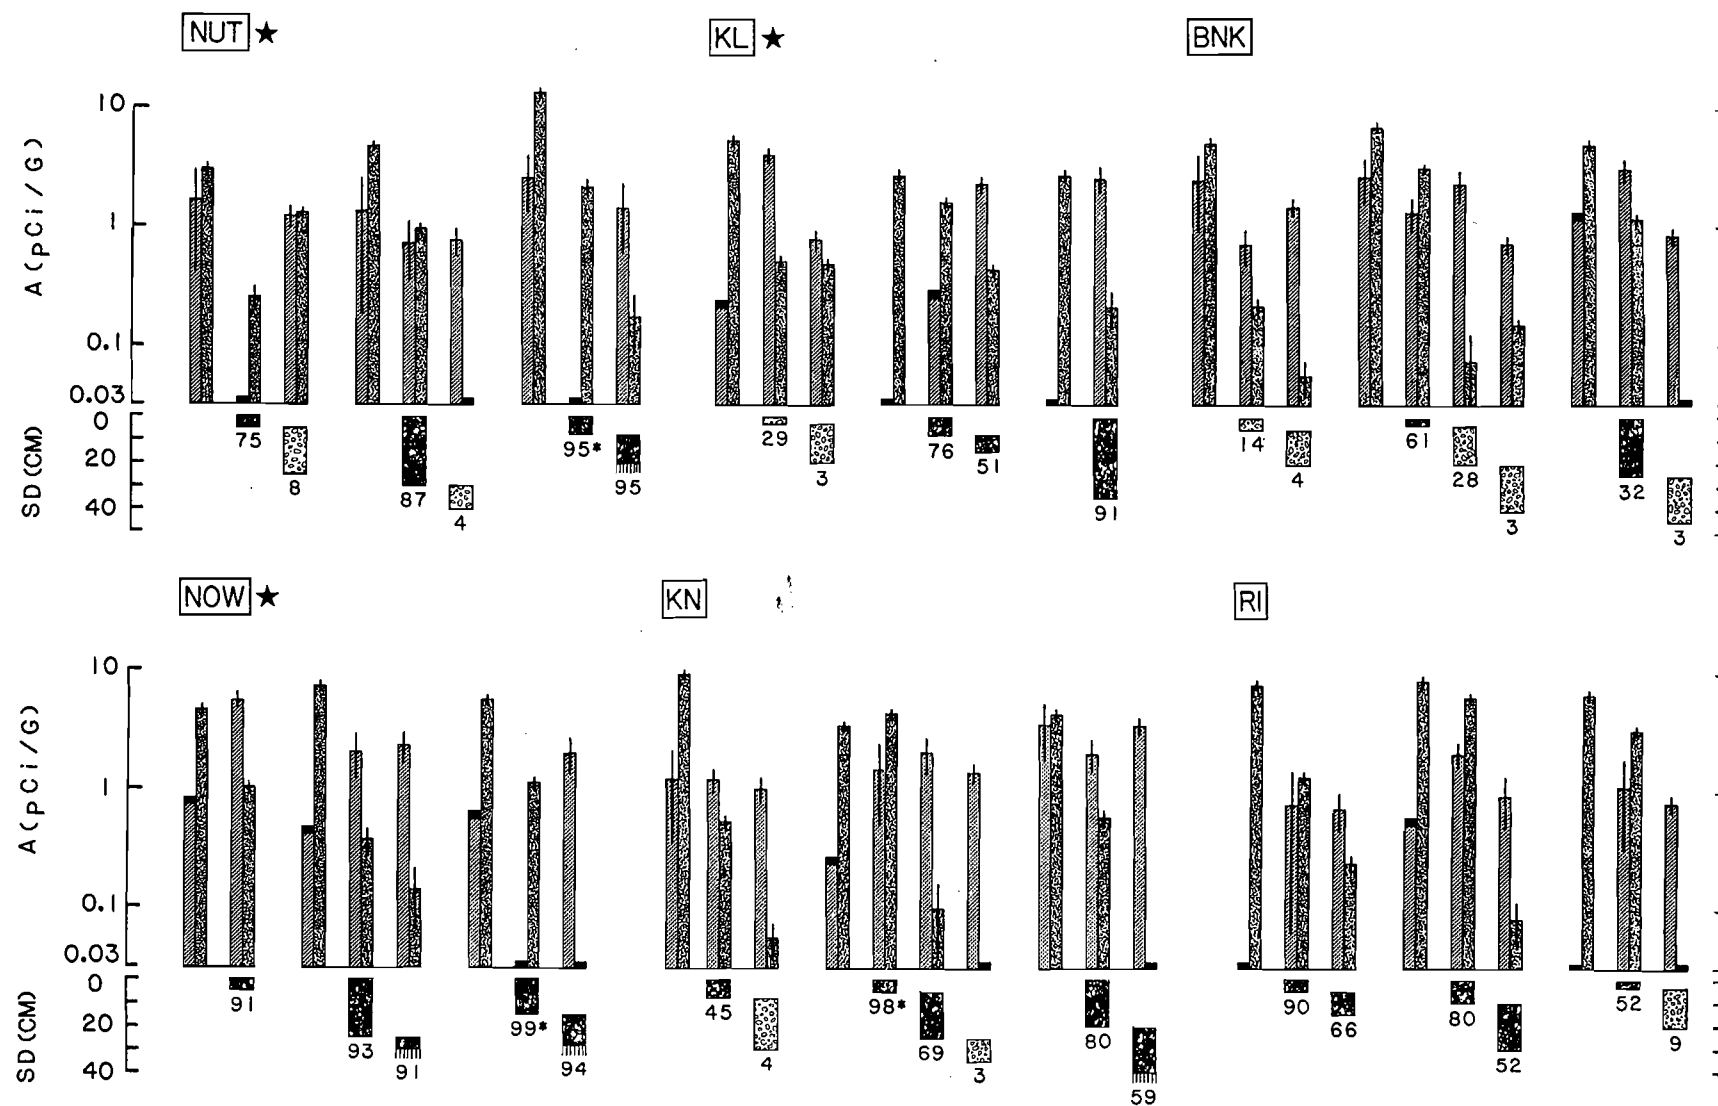 NUT ★ KL ★ BNK
A (pCi/G)
10
1
0.1
0.03
SD(CM)
0
20
40
75 8 87 4 95* 95 29 3 76 51 91 14 4 61 28 3 32 3
NOW ★ KN RI
A (pCi/G)
10
1
0.1
0.03
SD(CM)
0
20
40
91 93 91 99* 94 45 4 98* 69 3 80 59 90 66 80 52 52 9